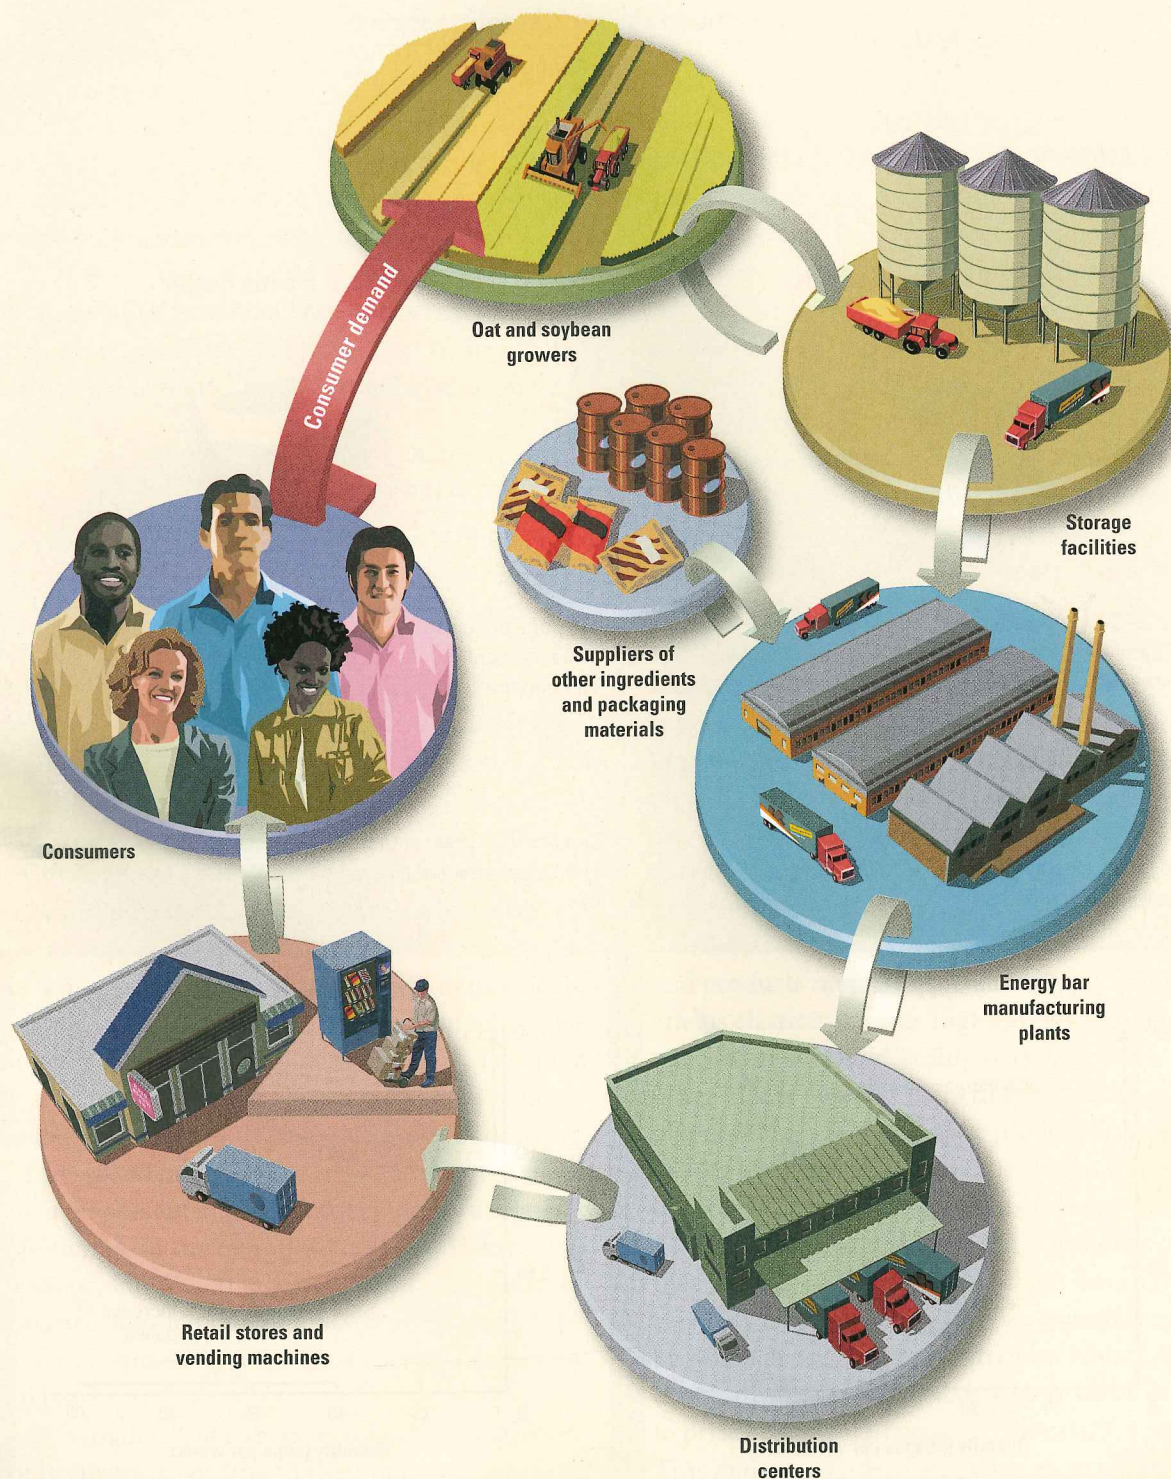 Oat and soybean
growers
Consumer demand
Storage
facilities
Suppliers of
other ingredients
and packaging
materials
Consumers
Energy bar
manufacturing
plants
Retail stores and
vending machines
Distribution
centers